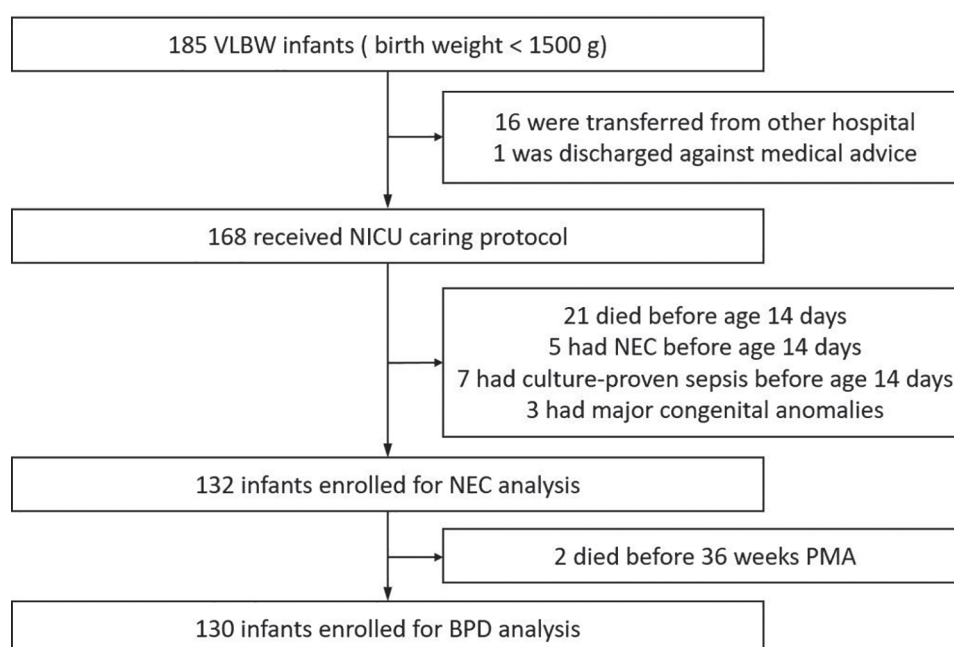 185 VLBW infants ( birth weight < 1500 g)
16 were transferred from other hospital
1 was discharged against medical advice
168 received NICU caring protocol
21 died before age 14 days
5 had NEC before age 14 days
7 had culture-proven sepsis before age 14 days
3 had major congenital anomalies
132 infants enrolled for NEC analysis
2 died before 36 weeks PMA
130 infants enrolled for BPD analysis